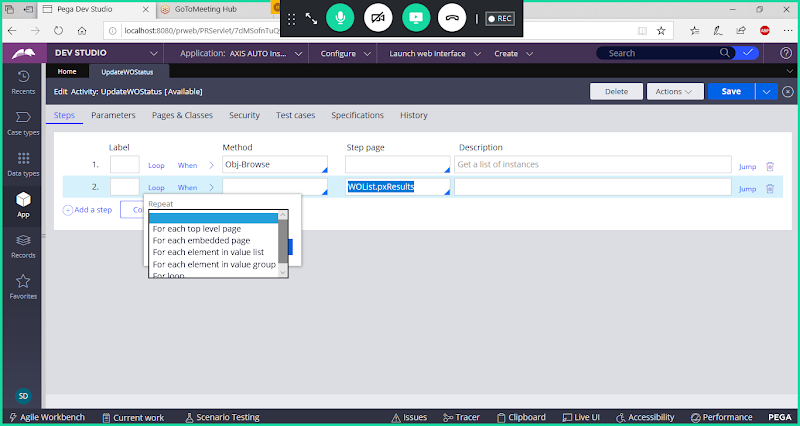 Pega Dev Studio
GoToMeeting Hub
REC
localhost:8080/prweb/PRServlet/7dMSofnTuQ
ABP
DEV STUDIO
Application: AXIS AUTO Ins...
Configure
Launch web interface
Create
Search
Home
UpdateWOStatus
Recents
Edit Activity: UpdateWOStatus [Available]
Delete
Actions
Save
Steps
Parameters
Pages & Classes
Security
Test cases
Specifications
History
Case types
Label
Method
Step page
Description
1.
Loop
When
Obj-Browse
Get a list of instances
Jump
Data types
2.
Loop
When
WOList.pxResults
Jump
App
Add a step
Co
Repeat
For each top level page
For each embedded page
For each element in value list
For each element in value group
For loop
Records
Favorites
SD
Agile Workbench
Current work
Scenario Testing
Issues
Tracer
Clipboard
Live UI
Accessibility
Performance
PEGA